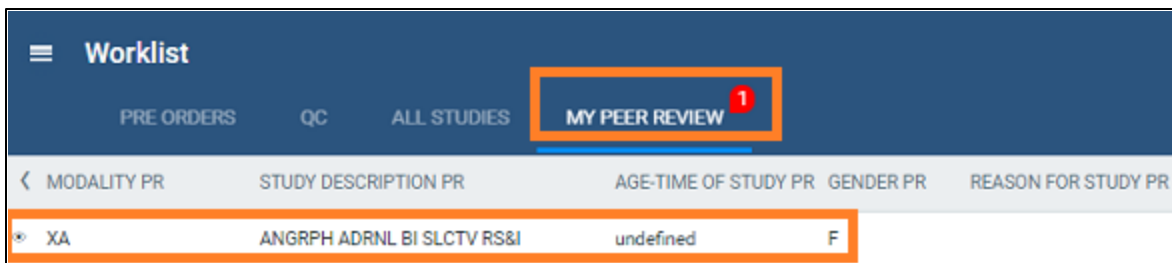 Worklist
PRE ORDERS QC ALL STUDIES MY PEER REVIEW 1
MODALITY PR STUDY DESCRIPTION PR AGE-TIME OF STUDY PR GENDER PR REASON FOR STUDY PR
XA ANGRPH ADRNL BI SLCTV RS&I undefined F